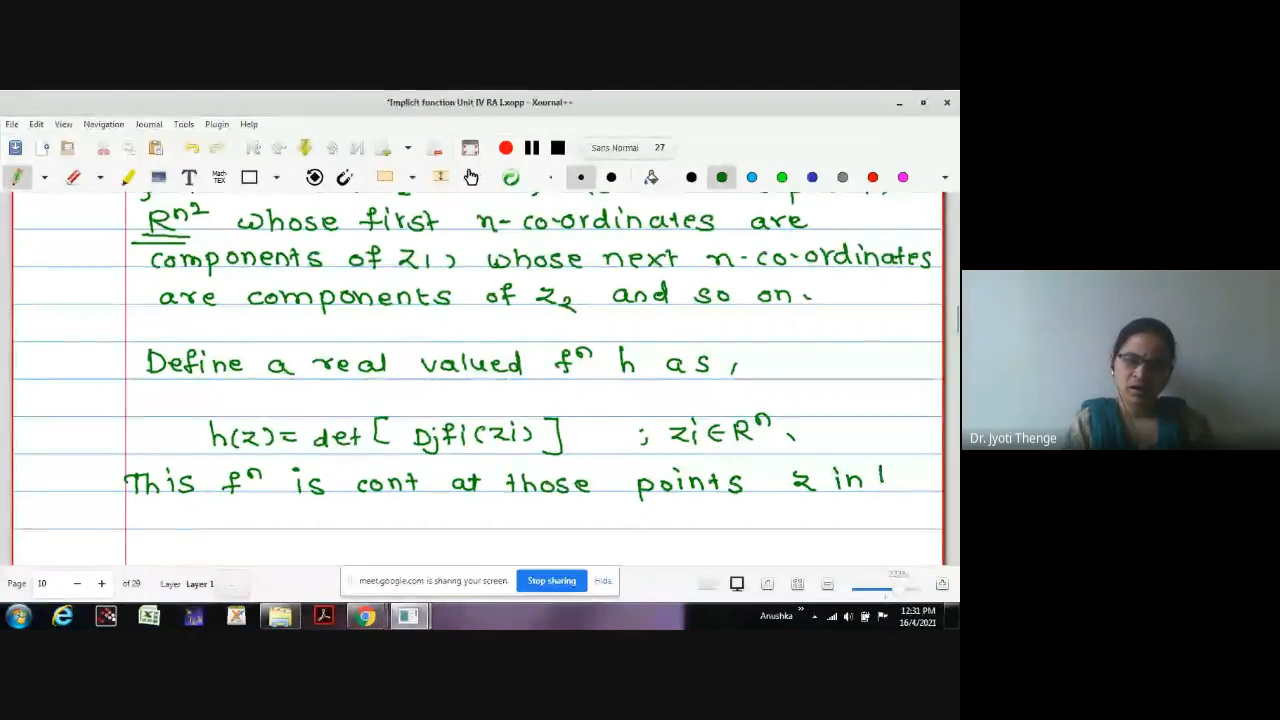 *Implicit function Unit IV RA I.xopp - Xournal++
File Edit View Navigation Journal Tools Plugin Help
Sans Normal 27
R^n2 whose first n-co-ordinates are
components of z1, whose next n-co-ordinates
are components of z2 and so on.
Define a real valued f^n h as,
h(z) = det [ Djfi(zi) ] ; zi ∈ R^n.
This f^n is cont at those points z in
Dr. Jyoti Thenge
Page 10 of 29 Layer Layer 1
meet.google.com is sharing your screen. Stop sharing Hide
Anushka
12:31 PM
16/4/2021